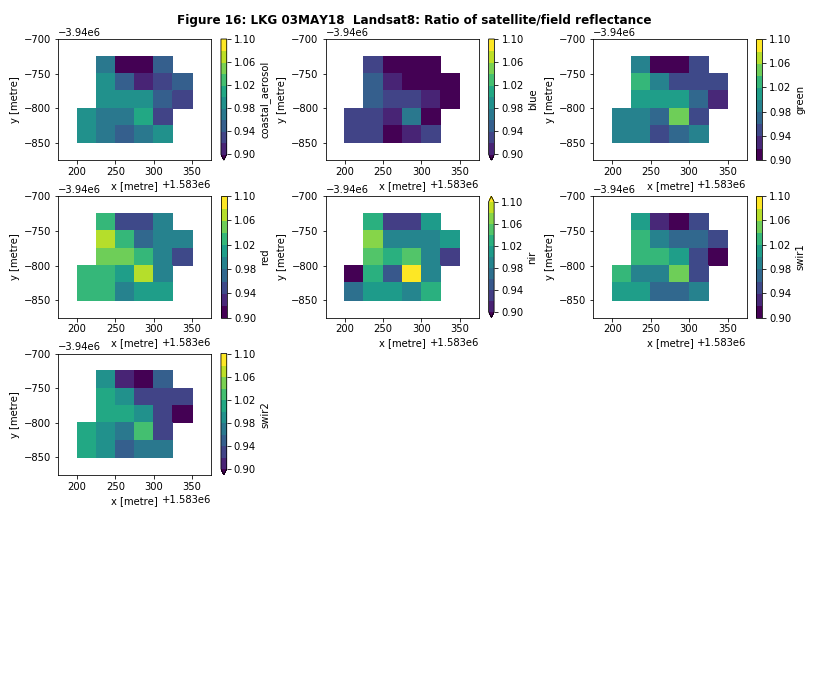 Figure 16: LKG 03MAY18  Landsat8: Ratio of satellite/field reflectance
−3.94e6
−700
−750
−800
−850
y [metre]
200 250 300 350
x [metre] +1.583e6
1.10
1.06
1.02
0.98
0.94
0.90
coastal_aerosol
−3.94e6
−700
−750
−800
−850
y [metre]
200 250 300 350
x [metre] +1.583e6
1.10
1.06
1.02
0.98
0.94
0.90
blue
−3.94e6
−700
−750
−800
−850
y [metre]
200 250 300 350
x [metre] +1.583e6
1.10
1.06
1.02
0.98
0.94
0.90
green
−3.94e6
−700
−750
−800
−850
y [metre]
200 250 300 350
x [metre] +1.583e6
1.10
1.06
1.02
0.98
0.94
0.90
red
−3.94e6
−700
−750
−800
−850
y [metre]
200 250 300 350
x [metre] +1.583e6
1.10
1.06
1.02
0.98
0.94
0.90
nir
−3.94e6
−700
−750
−800
−850
y [metre]
200 250 300 350
x [metre] +1.583e6
1.10
1.06
1.02
0.98
0.94
0.90
swir1
−3.94e6
−700
−750
−800
−850
y [metre]
200 250 300 350
x [metre] +1.583e6
1.10
1.06
1.02
0.98
0.94
0.90
swir2